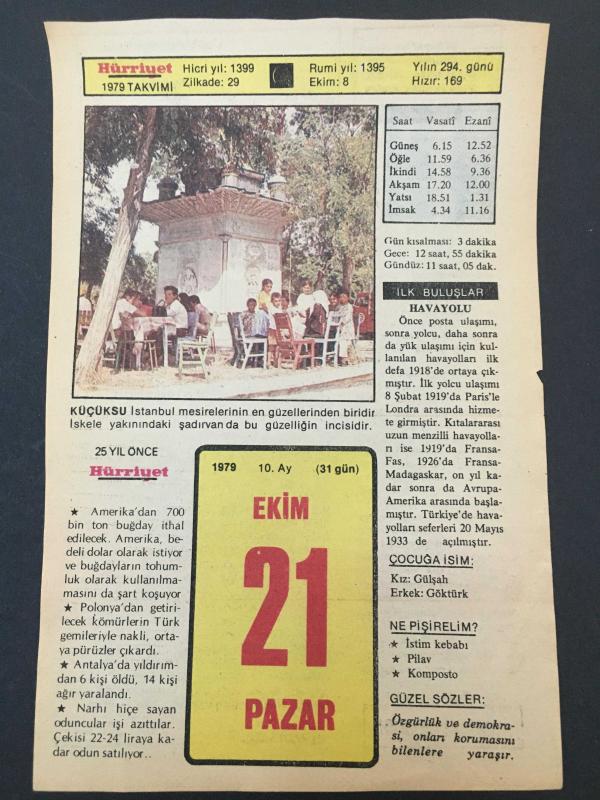 Hürriyet
1979 TAKVİMİ
Hicri yıl: 1399
Zilkade: 29
Rumi yıl: 1395
Ekim: 8
Yılın 294. günü
Hızır: 169
Saat Vasatî Ezanî
Güneş 6.15 12.52
Öğle 11.59 6.36
İkindi 14.58 9.36
Akşam 17.20 12.00
Yatsı 18.51 1.31
İmsak 4.34 11.16
Gün kısalması: 3 dakika
Gece: 12 saat, 55 dakika
Gündüz: 11 saat, 05 dak.
KÜÇÜKSU İstanbul mesirelerinin en güzellerinden biridir
İskele yakınındaki şadırvan da bu güzelliğin incisidir.
İLK BULUŞLAR
HAVAYOLU
Önce posta ulaşımı,
sonra yolcu, daha sonra
da yük ulaşımı için kul-
lanılan havayolları ilk
defa 1918'de ortaya çık-
mıştır. İlk yolcu ulaşımı
8 Şubat 1919'da Paris'le
Londra arasında hizme-
te girmiştir. Kıtalararası
uzun menzilli havayolla-
rı ise 1919'da Fransa-
Fas, 1926'da Fransa-
Madagaskar, on yıl ka-
dar sonra da Avrupa-
Amerika arasında başla-
mıştır. Türkiye'de hava-
yolları seferleri 20 Mayıs
1933 de açılmıştır.
25 YIL ÖNCE
Hürriyet
★ Amerika'dan 700
bin ton buğday ithal
edilecek. Amerika, be-
deli dolar olarak istiyor
ve buğdayların tohum-
luk olarak kullanılma-
masını da şart koşuyor
★ Polonya'dan getiri-
lecek kömürlerin Türk
gemileriyle nakli, orta-
ya pürüzler çıkardı.
★ Antalya'da yıldırım-
dan 6 kişi öldü, 14 kişi
ağır yaralandı.
★ Narhı hiçe sayan
oduncular işi azıttılar.
Çekisi 22-24 liraya ka-
dar odun satılıyor..
1979 10. Ay (31 gün)
EKİM
21
PAZAR
ÇOCUĞA İSİM:
Kız: Gülşah
Erkek: Göktürk
NE PİŞİRELİM?
★ İstim kebabı
★ Pilav
★ Komposto
GÜZEL SÖZLER:
Özgürlük ve demokra-
si, onları korumasını
bilenlere yaraşır.